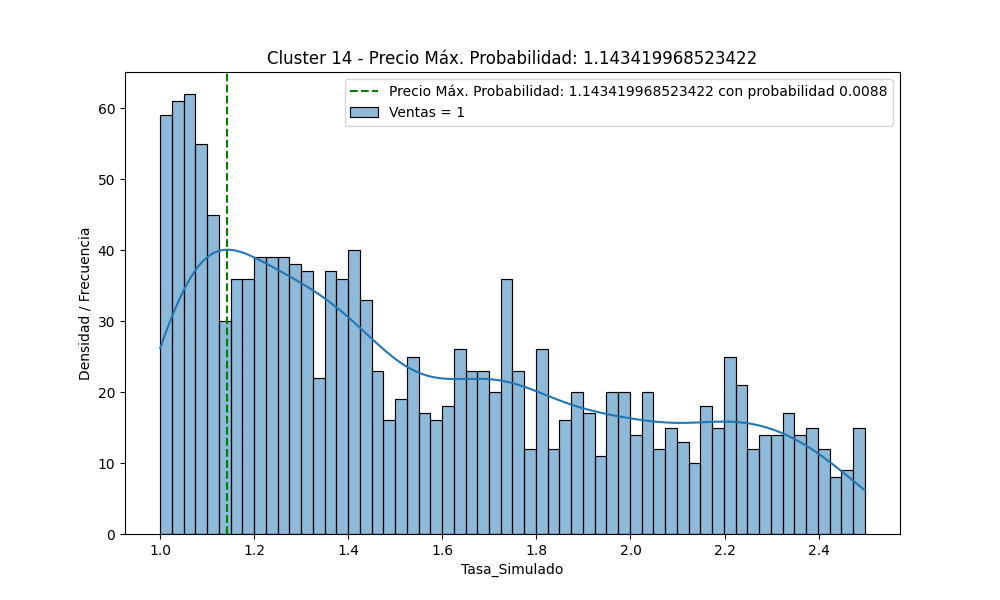 Cluster 14 - Precio Máx. Probabilidad: 1.143419968523422
Precio Máx. Probabilidad: 1.143419968523422 con probabilidad 0.0088
Ventas = 1
Densidad / Frecuencia
60
50
40
30
20
10
0
1.0 1.2 1.4 1.6 1.8 2.0 2.2 2.4
Tasa_Simulado